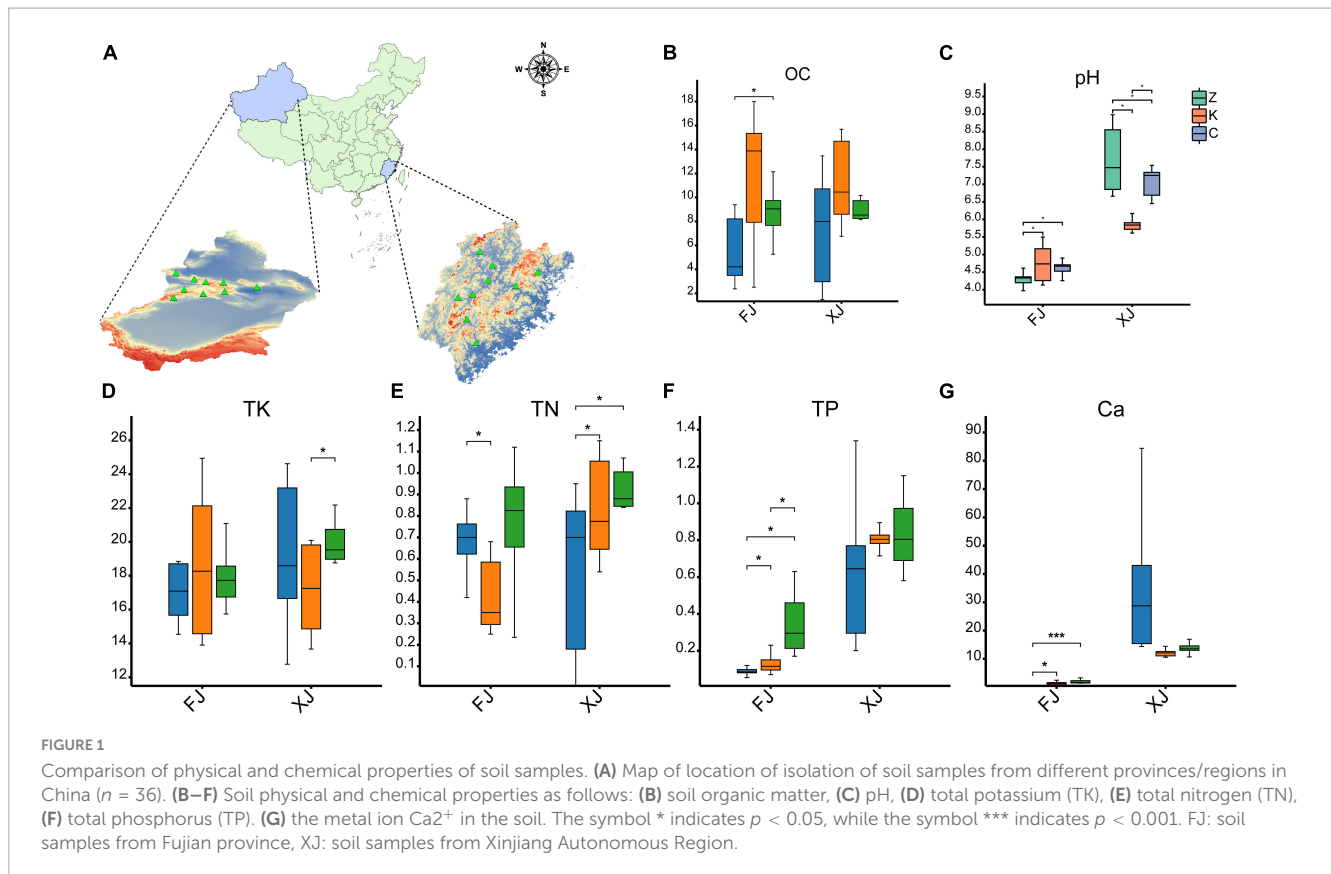 A
N
W
E
S
B
OC
18
16
14
12
10
8
6
4
2
*
FJ
XJ
C
pH
9.5
9.0
8.5
8.0
7.5
7.0
6.5
6.0
5.5
5.0
4.5
4.0
*
*
*
*
*
FJ
XJ
Z
K
C
D
TK
26
24
22
20
18
16
14
12
*
FJ
XJ
E
TN
1.2
1.1
1.0
0.9
0.8
0.7
0.6
0.5
0.4
0.3
0.2
0.1
*
*
*
FJ
XJ
F
TP
1.4
1.2
1.0
0.8
0.6
0.4
0.2
*
*
*
FJ
XJ
G
Ca
90
80
70
60
50
40
30
20
10
***
*
FJ
XJ
FIGURE 1
Comparison of physical and chemical properties of soil samples. (A) Map of location of isolation of soil samples from different provinces/regions in
China (n = 36). (B–F) Soil physical and chemical properties as follows: (B) soil organic matter, (C) pH, (D) total potassium (TK), (E) total nitrogen (TN),
(F) total phosphorus (TP). (G) the metal ion Ca2⁺ in the soil. The symbol * indicates p < 0.05, while the symbol *** indicates p < 0.001. FJ: soil
samples from Fujian province, XJ: soil samples from Xinjiang Autonomous Region.